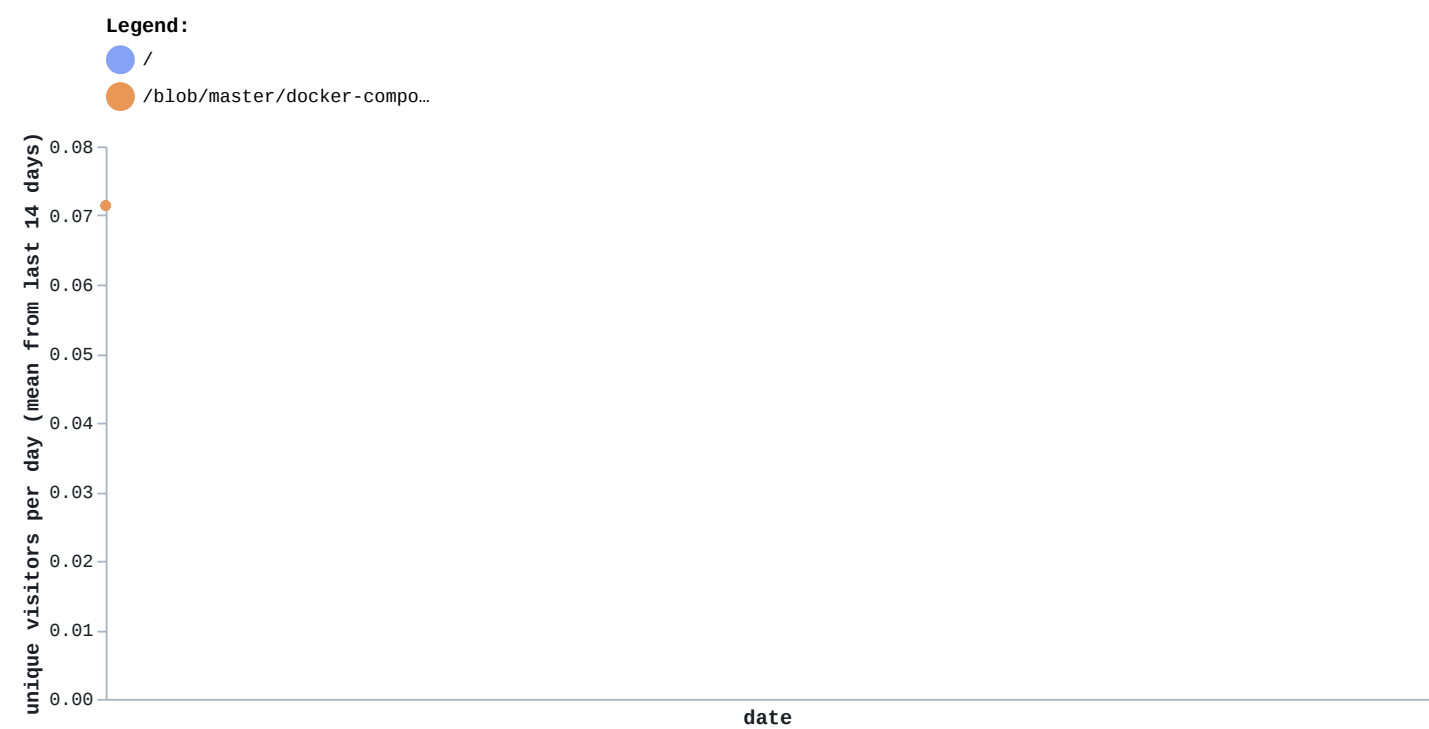 Legend:
/
/blob/master/docker-compo…
unique visitors per day (mean from last 14 days)
0.08
0.07
0.06
0.05
0.04
0.03
0.02
0.01
0.00
date